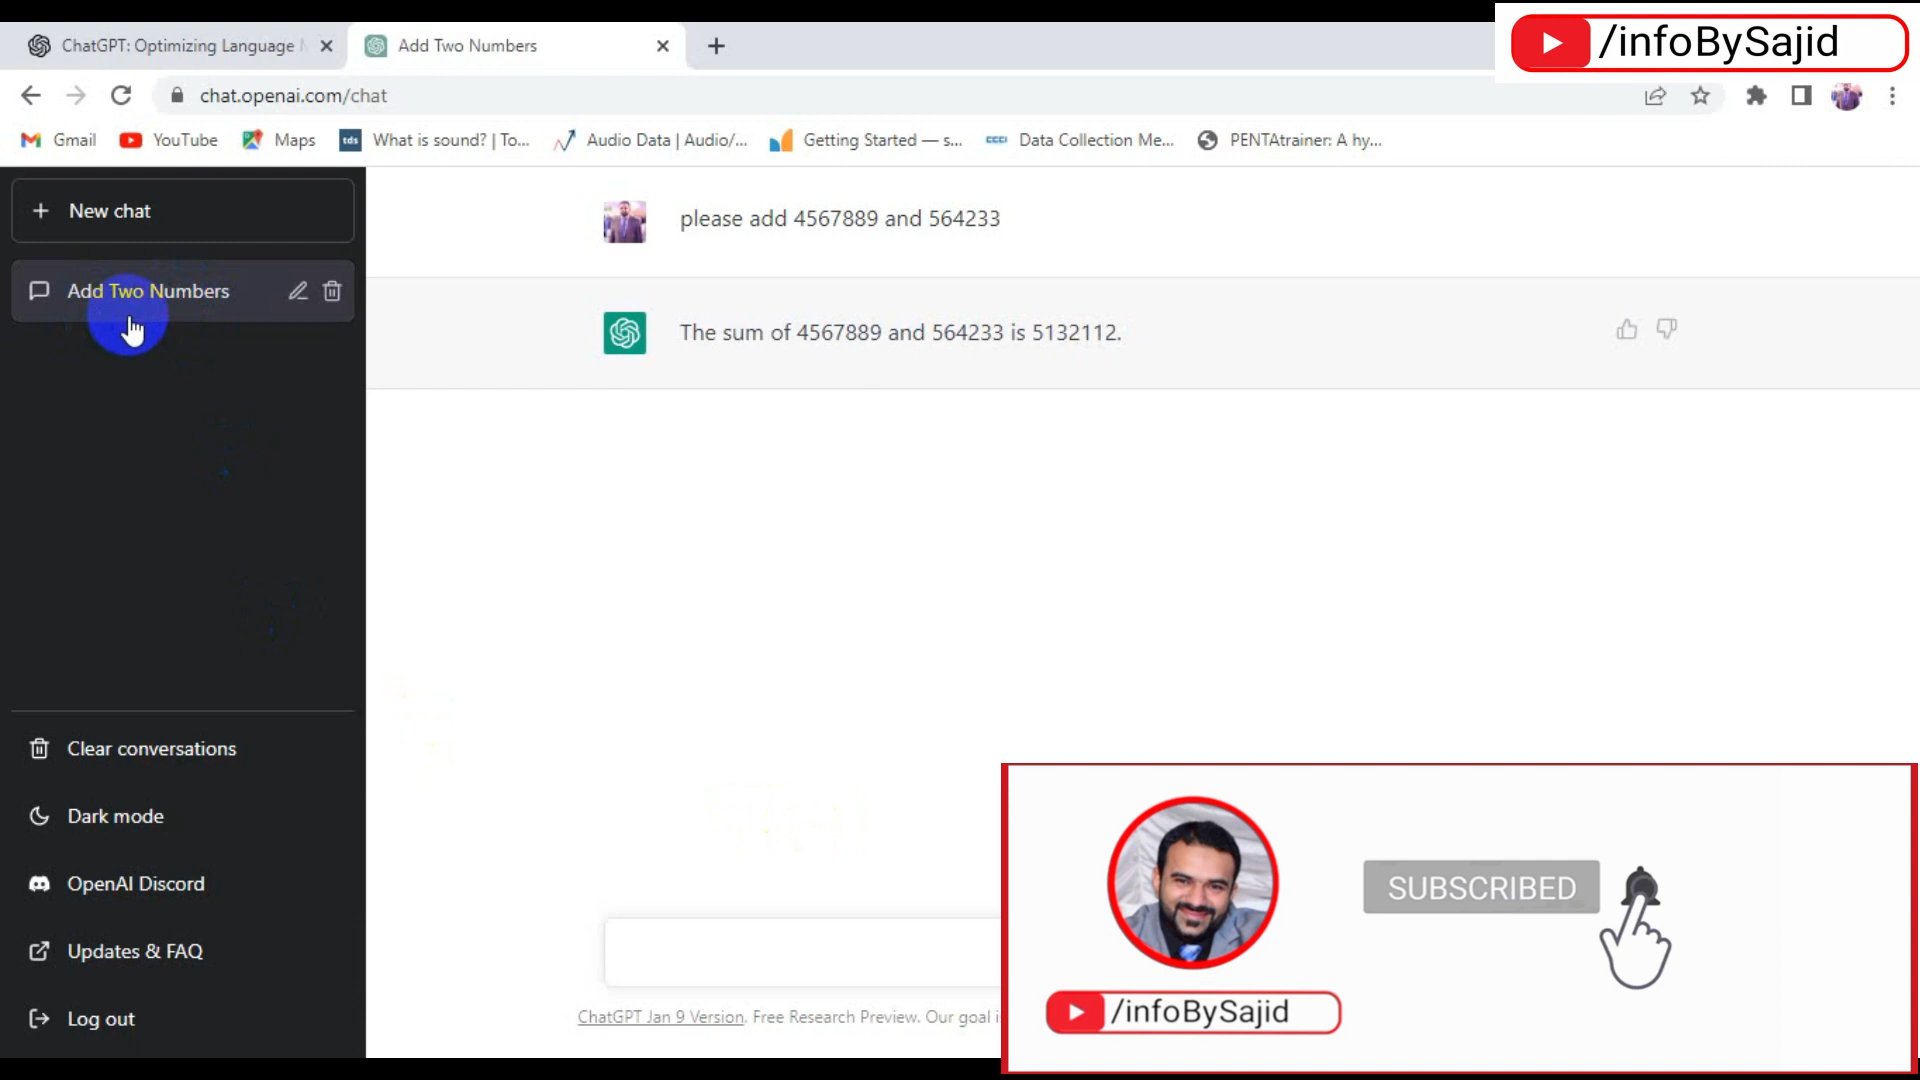 ChatGPT: Optimizing Language
Add Two Numbers
/infoBySajid
chat.openai.com/chat
Gmail
YouTube
Maps
tds
What is sound? | To...
Audio Data | Audio/...
Getting Started — s...
Data Collection Me...
PENTAtrainer: A hy...
New chat
Add Two Numbers
please add 4567889 and 564233
The sum of 4567889 and 564233 is 5132112.
Clear conversations
Dark mode
OpenAI Discord
Updates & FAQ
Log out
ChatGPT Jan 9 Version. Free Research Preview. Our goal
SUBSCRIBED
/infoBySajid